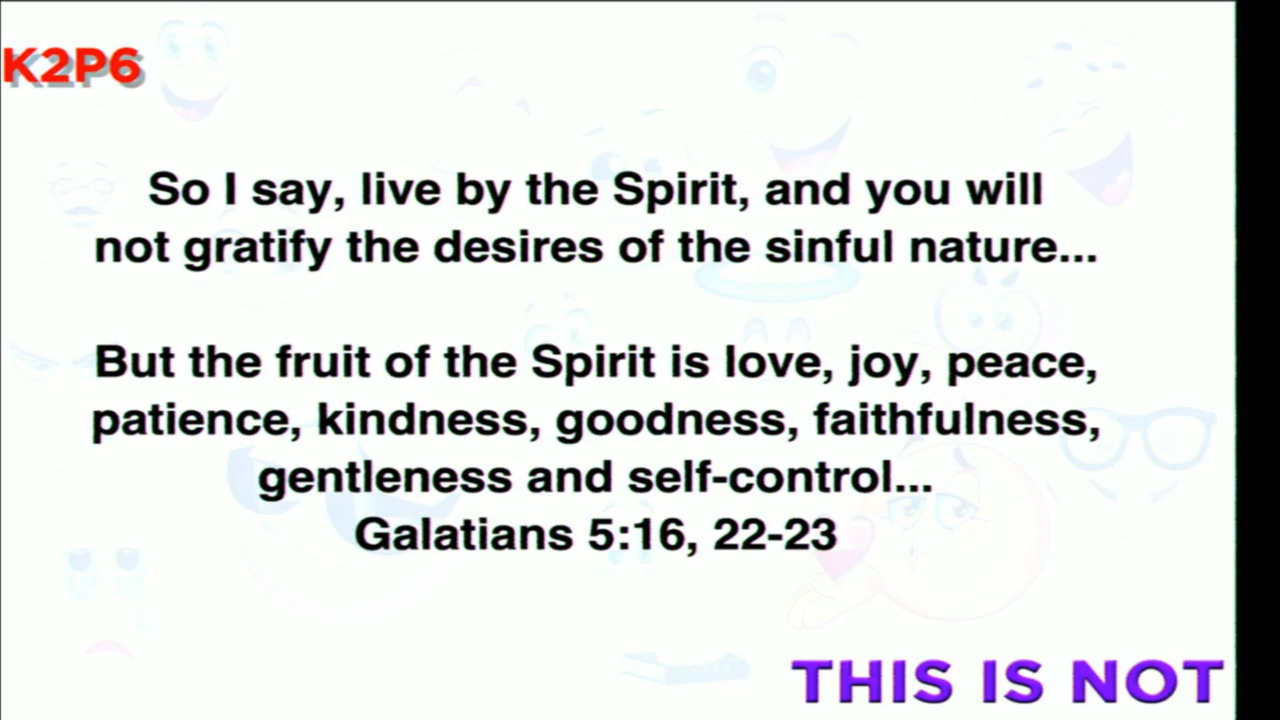 K2P6
So I say, live by the Spirit, and you will
not gratify the desires of the sinful nature...
But the fruit of the Spirit is love, joy, peace,
patience, kindness, goodness, faithfulness,
gentleness and self-control...
Galatians 5:16, 22-23
THIS IS NOT